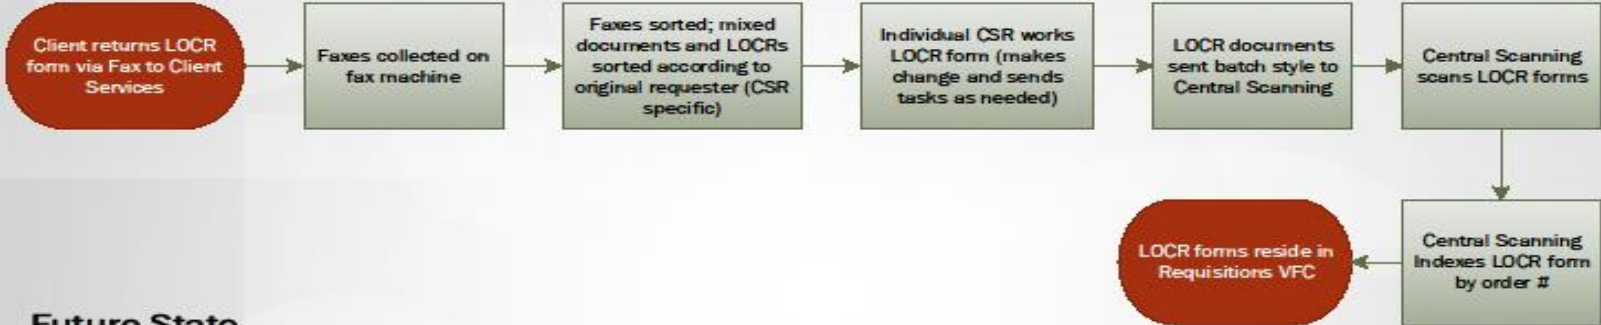 Client returns LOCR
form via Fax to Client
Services
Faxes collected on
fax machine
Faxes sorted; mixed
documents and LOCRs
sorted according to
original requester (CSR
specific)
Individual CSR works
LOCR form (makes
change and sends
tasks as needed)
LOCR documents
sent batch style to
Central Scanning
Central Scanning
scans LOCR forms
Central Scanning
Indexes LOCR form
by order #
LOCR forms reside in
Requisitions VFC
Future State